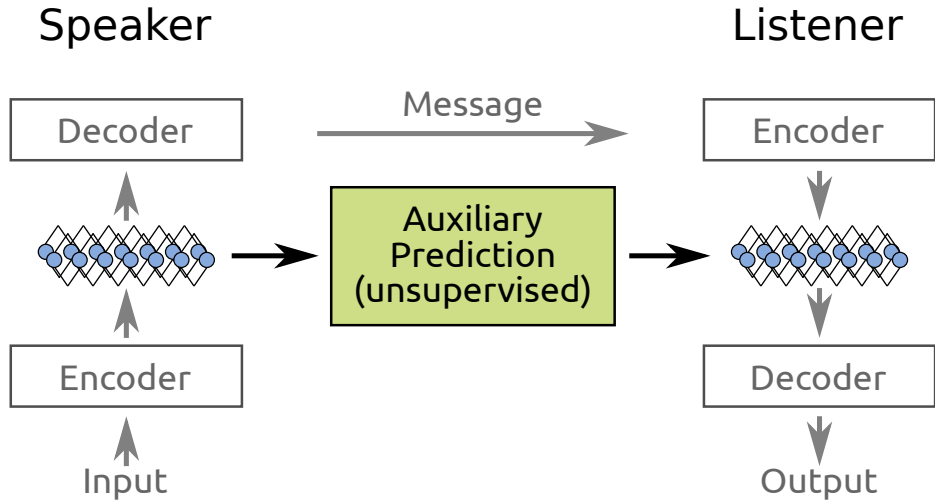 Speaker
Listener
Decoder
Message
Encoder
Auxiliary
Prediction
(unsupervised)
Encoder
Decoder
Input
Output